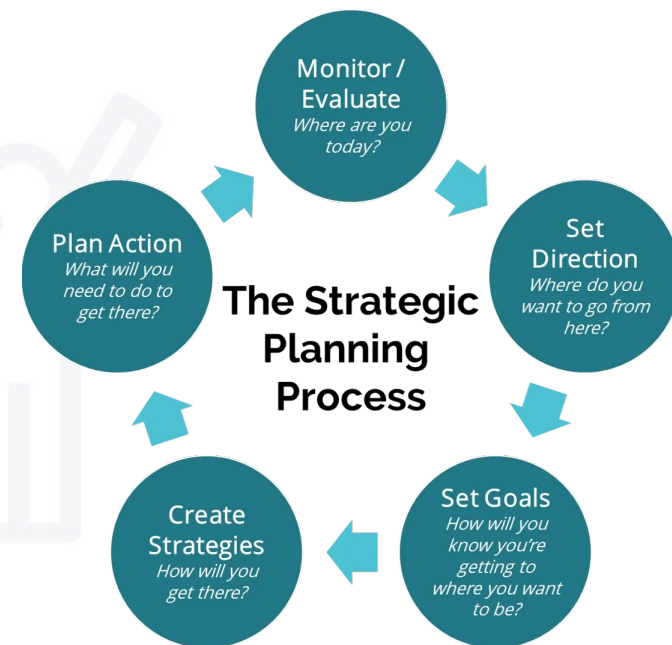 Monitor /
Evaluate
Where are you
today?
Set
Direction
Where do you
want to go from
here?
Set Goals
How will you
know you're
getting to
where you want
to be?
Create
Strategies
How will you
get there?
Plan Action
What will you
need to do to
get there?
The Strategic
Planning
Process